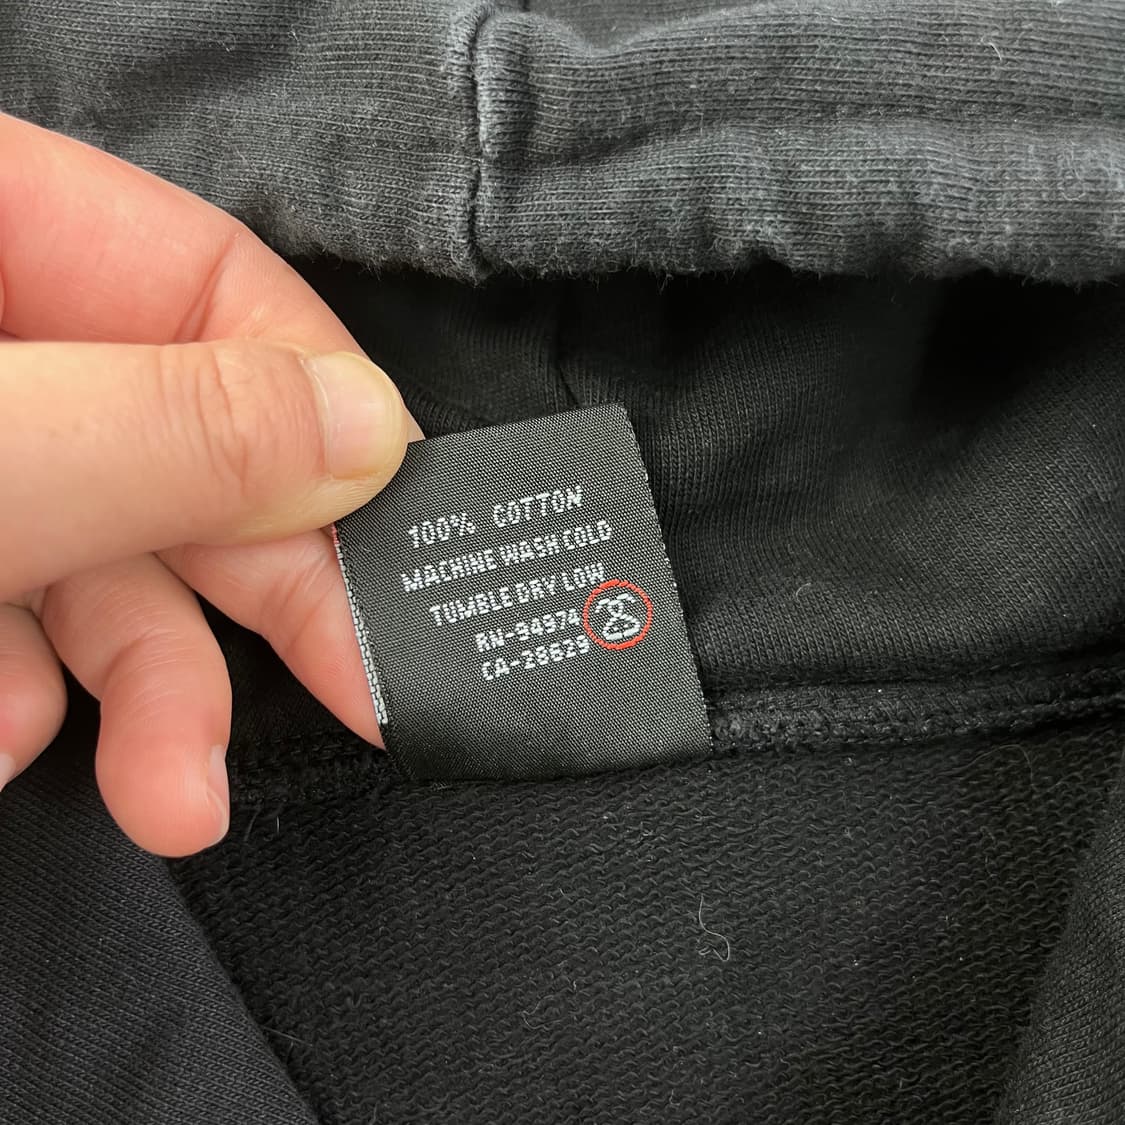 100% COTTON
MACHINE WASH COLD
TUMBLE DRY LOW
RN-94974
CA-28629